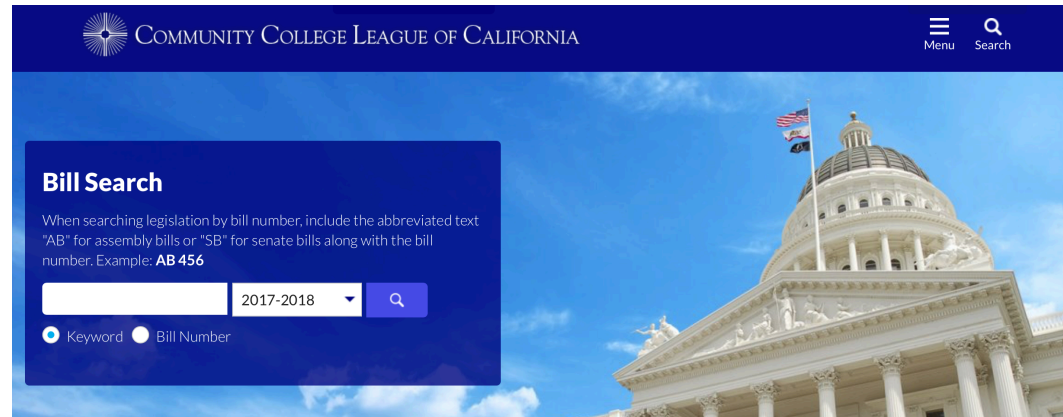 COMMUNITY COLLEGE LEAGUE OF CALIFORNIA
Menu
Search
Bill Search
When searching legislation by bill number, include the abbreviated text
"AB" for assembly bills or "SB" for senate bills along with the bill
number. Example: AB 456
2017-2018
Keyword
Bill Number